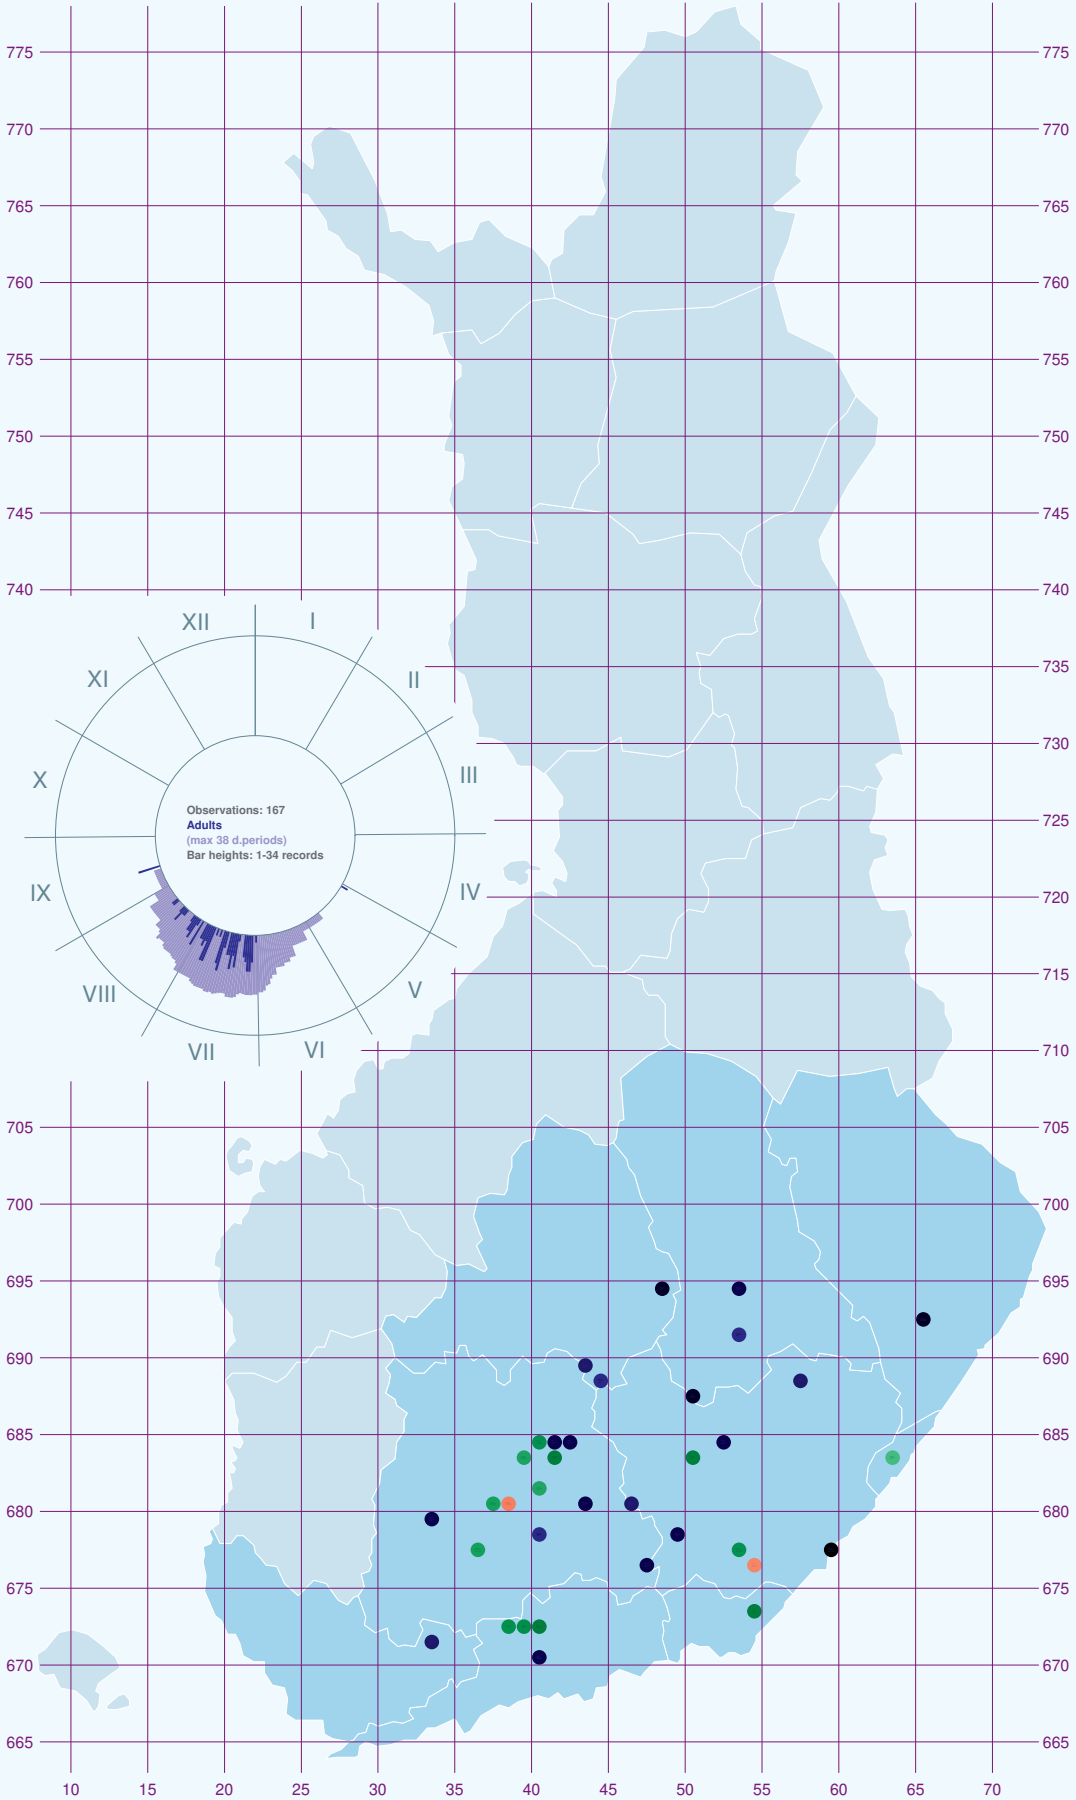 775 775
770 770
765 765
760 760
755 755
750 750
745 745
740 740
XII I
735
XI II
730
X III
Observations: 167
Adults
(max 38 d.periods)
Bar heights: 1-34 records
725
IX IV
720
VIII V
715
VII VI
710
705 705
700 700
695 695
690 690
685 685
680 680
675 675
670 670
665 665
10 15 20 25 30 35 40 45 50 55 60 65 70